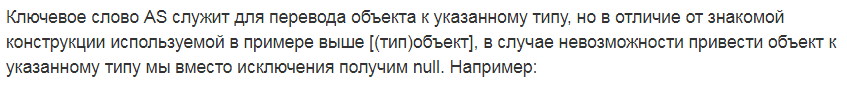 Ключевое слово AS служит для перевода объекта к указанному типу, но в отличие от знакомой
конструкции используемой в примере выше [(тип)объект], в случае невозможности привести объект к
указанному типу мы вместо исключения получим null. Например: